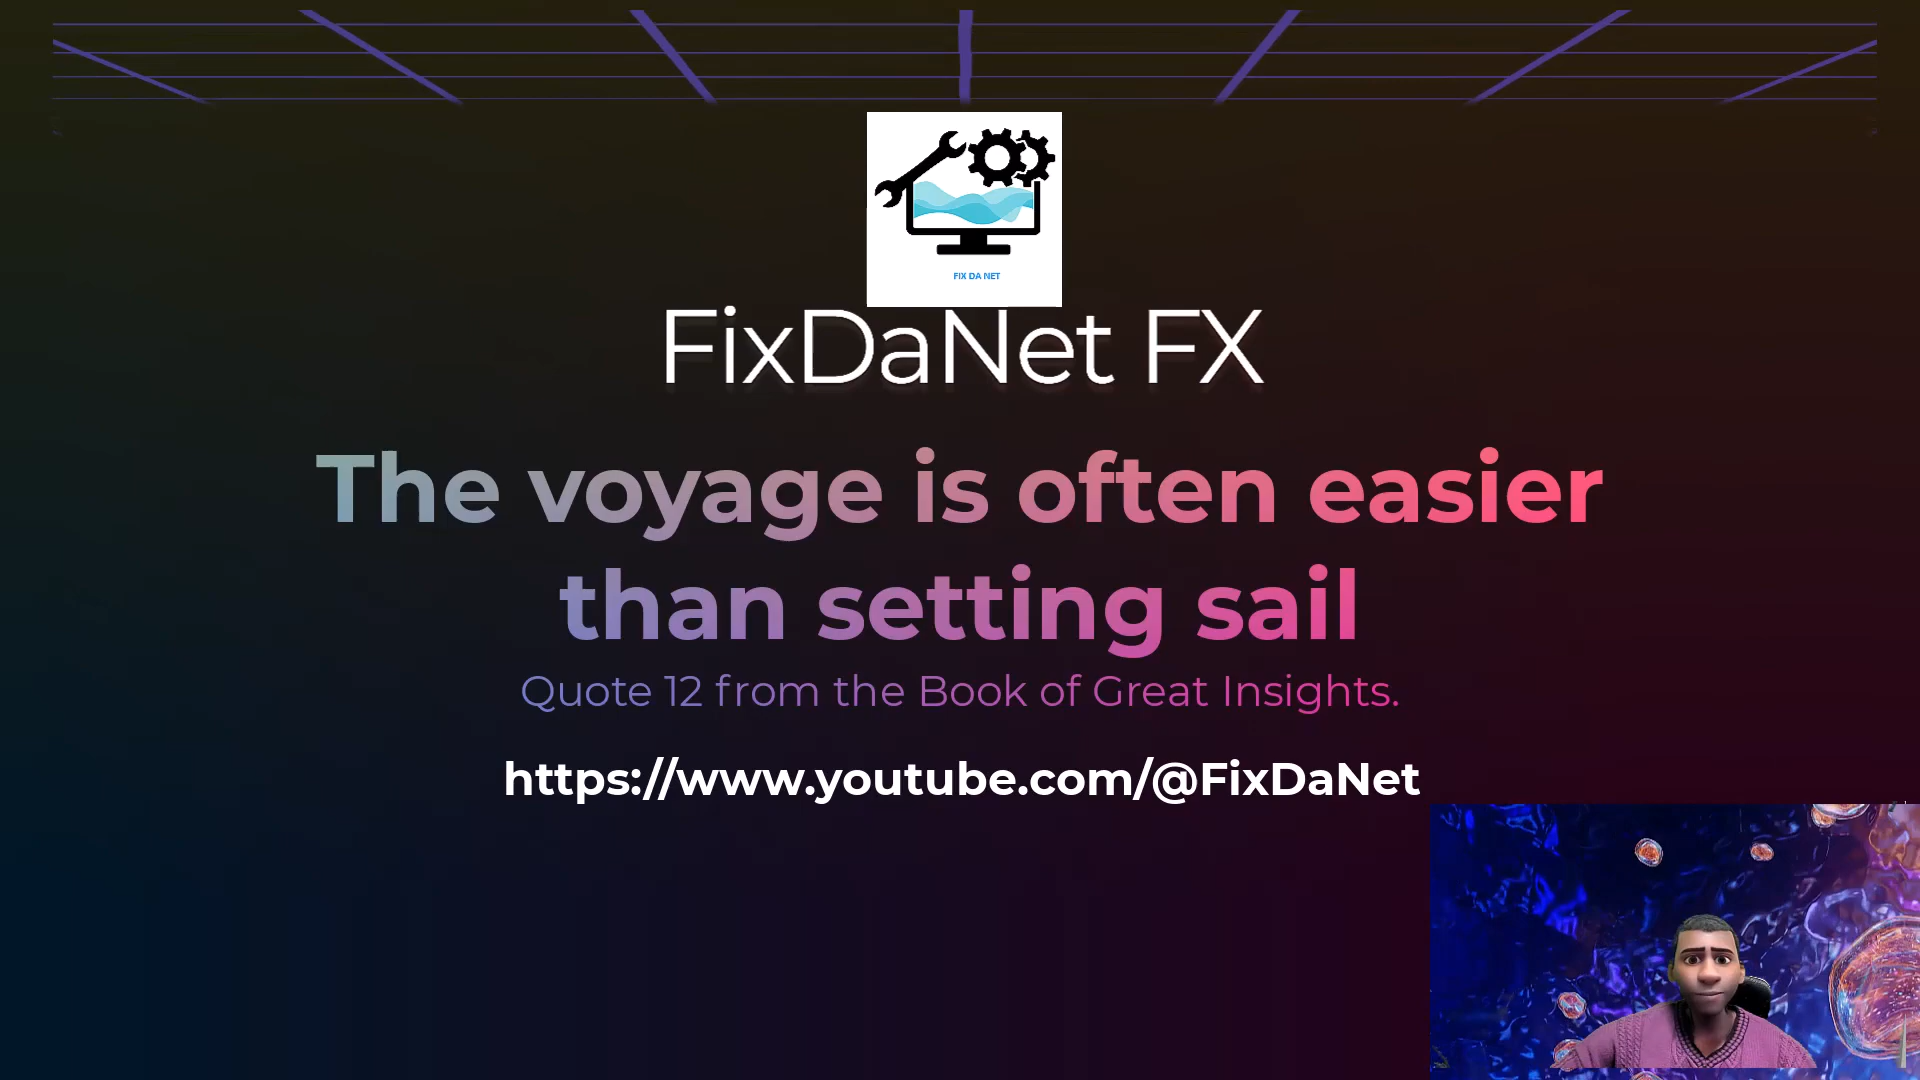 FIX DA NET
FixDaNet FX
The voyage is often easier
than setting sail
Quote 12 from the Book of Great Insights.
https://www.youtube.com/@FixDaNet